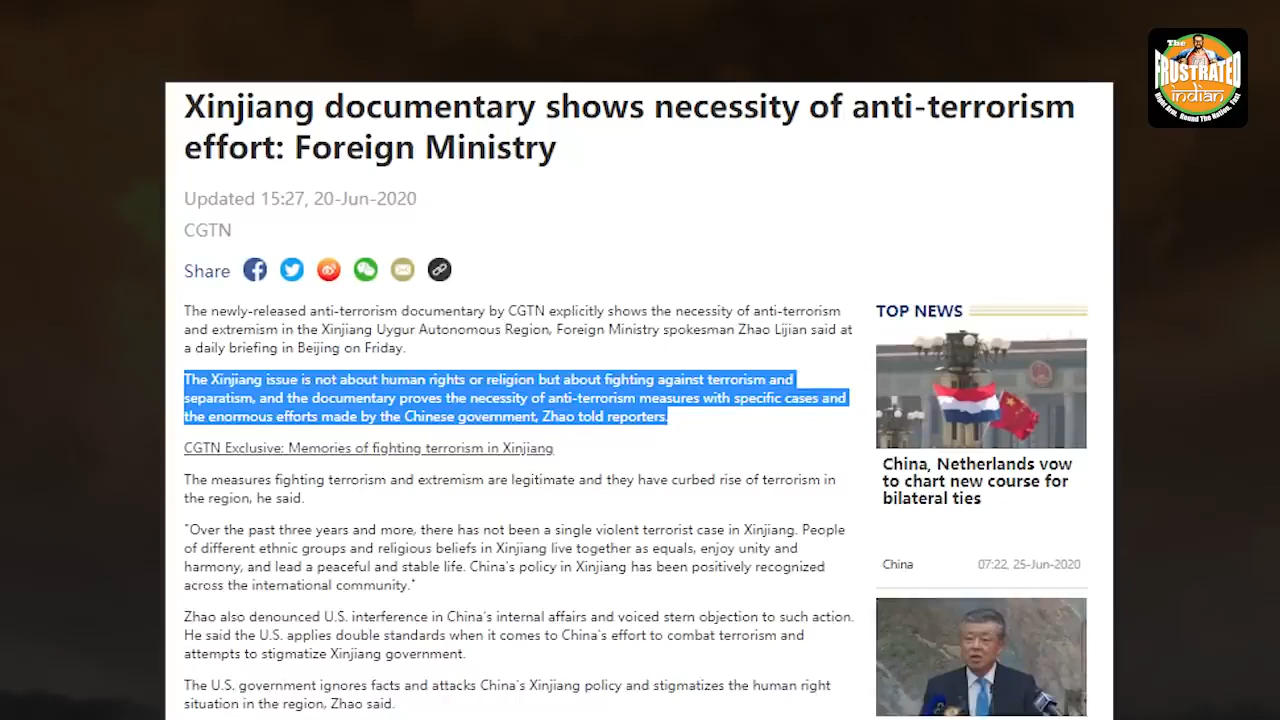 The
FRUSTRATED
indian
Xinjiang documentary shows necessity of anti-terrorism
effort: Foreign Ministry
Updated 15:27, 20-Jun-2020
CGTN
Share
The newly-released anti-terrorism documentary by CGTN explicitly shows the necessity of anti-terrorism
and extremism in the Xinjiang Uygur Autonomous Region, Foreign Ministry spokesman Zhao Lijian said at
a daily briefing in Beijing on Friday.
The Xinjiang issue is not about human rights or religion but about fighting against terrorism and
separatism, and the documentary proves the necessity of anti-terrorism measures with specific cases and
the enormous efforts made by the Chinese government, Zhao told reporters.
CGTN Exclusive: Memories of fighting terrorism in Xinjiang
The measures fighting terrorism and extremism are legitimate and they have curbed rise of terrorism in
the region, he said.
"Over the past three years and more, there has not been a single violent terrorist case in Xinjiang. People
of different ethnic groups and religious beliefs in Xinjiang live together as equals, enjoy unity and
harmony, and lead a peaceful and stable life. China's policy in Xinjiang has been positively recognized
across the international community."
Zhao also denounced U.S. interference in China's internal affairs and voiced stern objection to such action.
He said the U.S. applies double standards when it comes to China's effort to combat terrorism and
attempts to stigmatize Xinjiang government.
The U.S. government ignores facts and attacks China's Xinjiang policy and stigmatizes the human right
situation in the region, Zhao said.
TOP NEWS
China, Netherlands vow
to chart new course for
bilateral ties
China 07:22, 25-Jun-2020